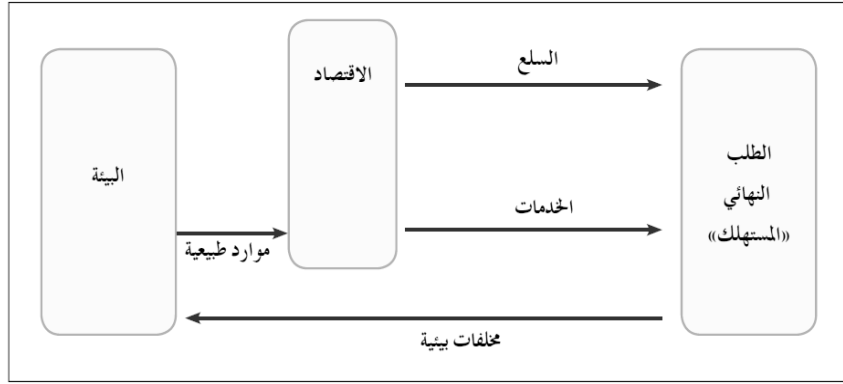 السلع
الاقتصاد
الطلب
النهائي
«المستهلك»
البيئة
الخدمات
موارد طبيعية
مخلفات بيئية